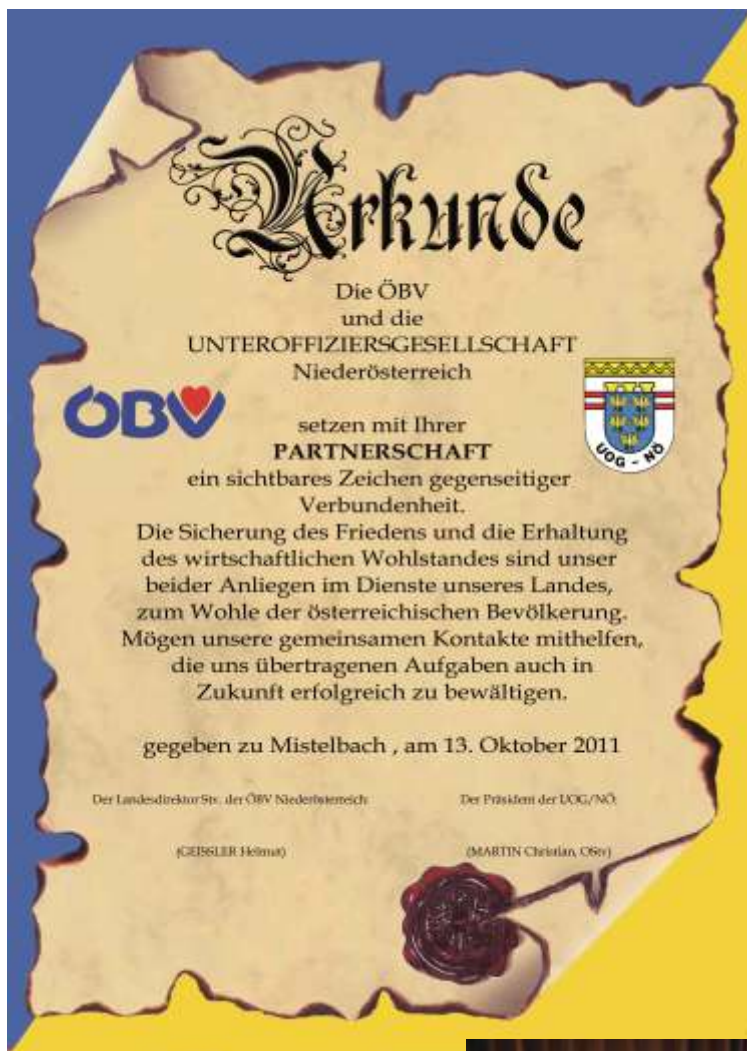 Urkunde
Die ÖBV
und die
UNTEROFFIZIERSGESELLSCHAFT
Niederösterreich
ÖBV
setzen mit Ihrer
PARTNERSCHAFT
UOG - NÖ
ein sichtbares Zeichen gegenseitiger
Verbundenheit.
Die Sicherung des Friedens und die Erhaltung
des wirtschaftlichen Wohlstandes sind unser
beider Anliegen im Dienste unseres Landes,
zum Wohle der österreichischen Bevölkerung.
Mögen unsere gemeinsamen Kontakte mithelfen,
die uns übertragenen Aufgaben auch in
Zukunft erfolgreich zu bewältigen.
gegeben zu Mistelbach , am 13. Oktober 2011
Der Landesdirektor Stv. der ÖBV Niederösterreich: Der Präsident der UOG/NÖ:
(GEISSLER Helmut) (MARTIN Christian, OStv)